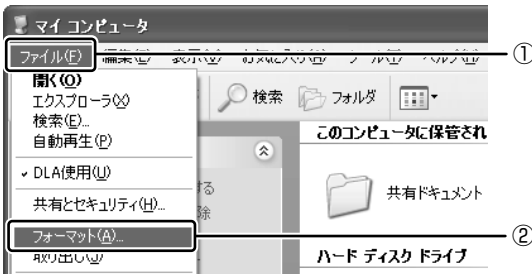 マイ コンピュータ
ファイル(F)
①
開く(O)
エクスプローラ(X)
検索(E)...
自動再生(P)
✓DLA使用(U)
共有とセキュリティ(H)...
フォーマット(A)...
②
検索
フォルダ
このコンピュータに保管され
する
除
共有ドキュメント
ハード ディスク ドライブ